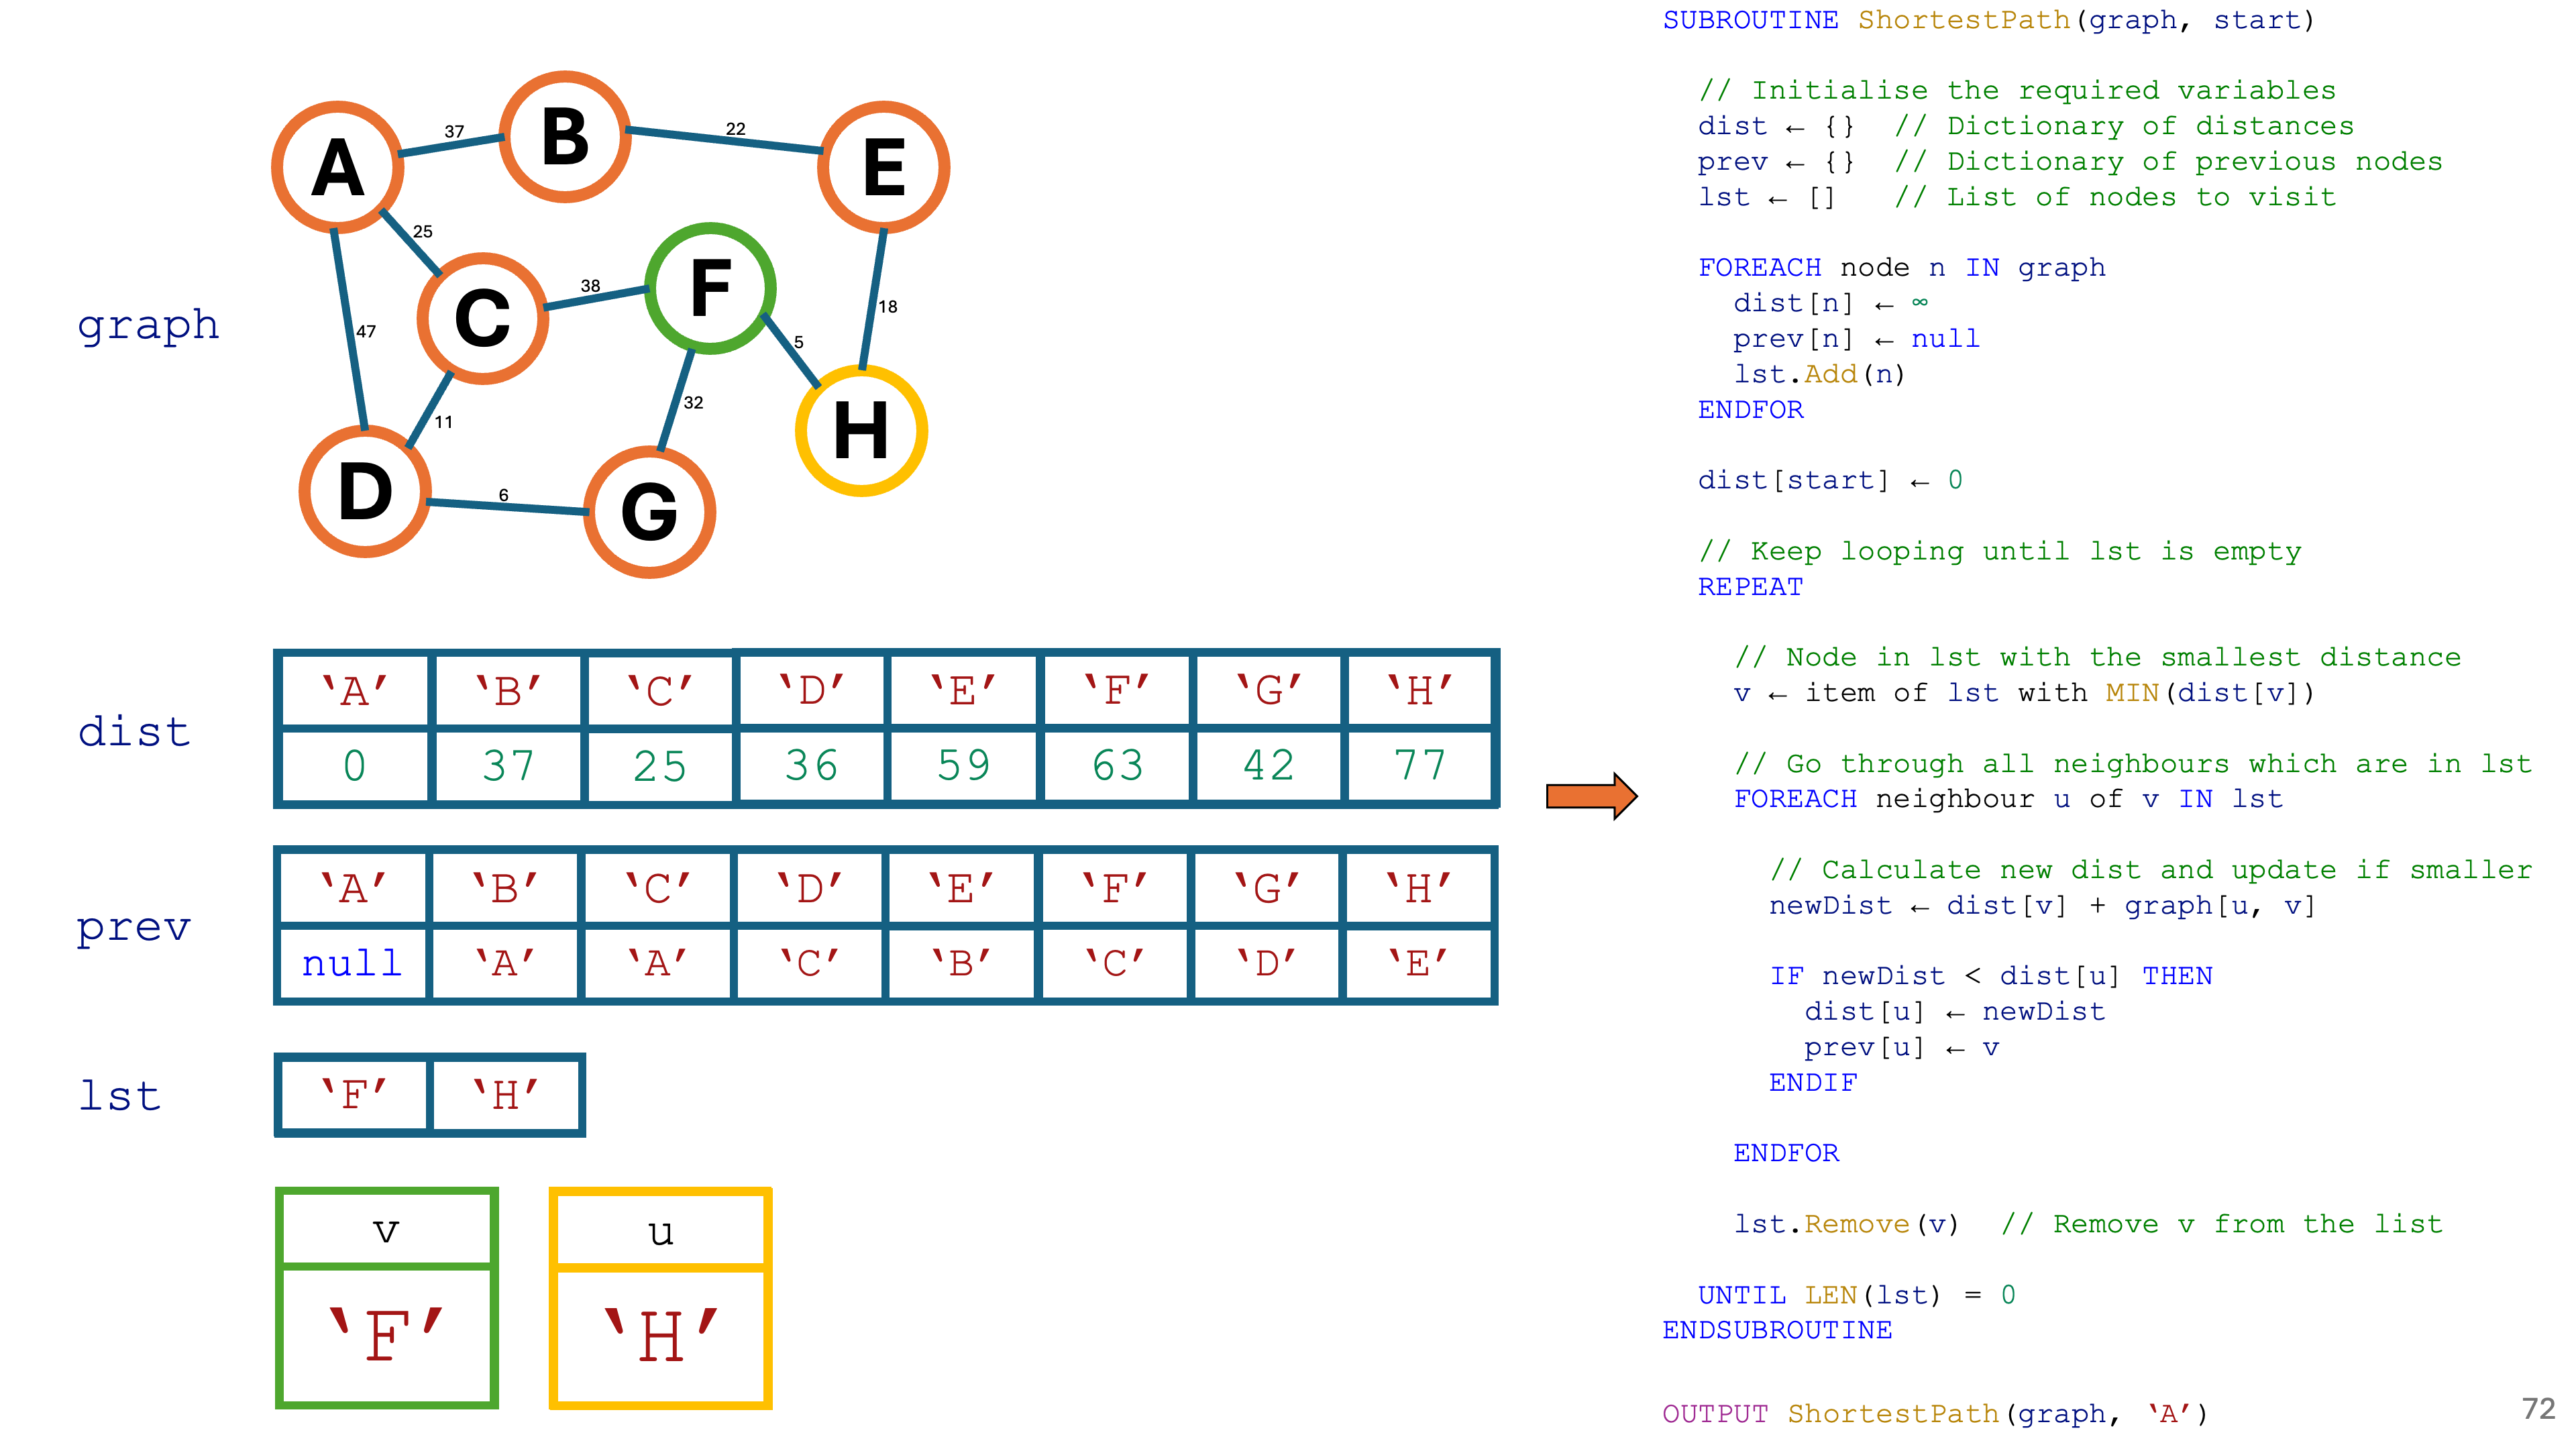 graph
A
B
E
C
F
H
D
G
37
22
25
38
18
47
5
32
11
6
dist
‘A’ ‘B’ ‘C’ ‘D’ ‘E’ ‘F’ ‘G’ ‘H’
0 37 25 36 59 63 42 77
prev
‘A’ ‘B’ ‘C’ ‘D’ ‘E’ ‘F’ ‘G’ ‘H’
null ‘A’ ‘A’ ‘C’ ‘B’ ‘C’ ‘D’ ‘E’
lst
‘F’ ‘H’
v
‘F’
u
‘H’
SUBROUTINE ShortestPath(graph, start)
// Initialise the required variables
dist ← {} // Dictionary of distances
prev ← {} // Dictionary of previous nodes
lst ← [] // List of nodes to visit
FOREACH node n IN graph
dist[n] ← ∞
prev[n] ← null
lst.Add(n)
ENDFOR
dist[start] ← 0
// Keep looping until lst is empty
REPEAT
// Node in lst with the smallest distance
v ← item of lst with MIN(dist[v])
// Go through all neighbours which are in lst
FOREACH neighbour u of v IN lst
// Calculate new dist and update if smaller
newDist ← dist[v] + graph[u, v]
IF newDist < dist[u] THEN
dist[u] ← newDist
prev[u] ← v
ENDIF
ENDFOR
lst.Remove(v) // Remove v from the list
UNTIL LEN(lst) = 0
ENDSUBROUTINE
OUTPUT ShortestPath(graph, ‘A’)
72